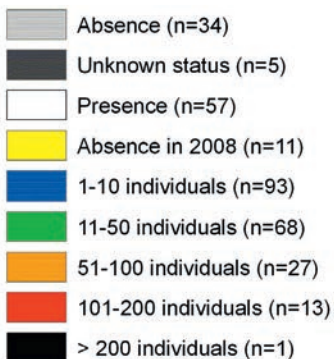 Absence (n=34)
Unknown status (n=5)
Presence (n=57)
Absence in 2008 (n=11)
1-10 individuals (n=93)
11-50 individuals (n=68)
51-100 individuals (n=27)
101-200 individuals (n=13)
> 200 individuals (n=1)